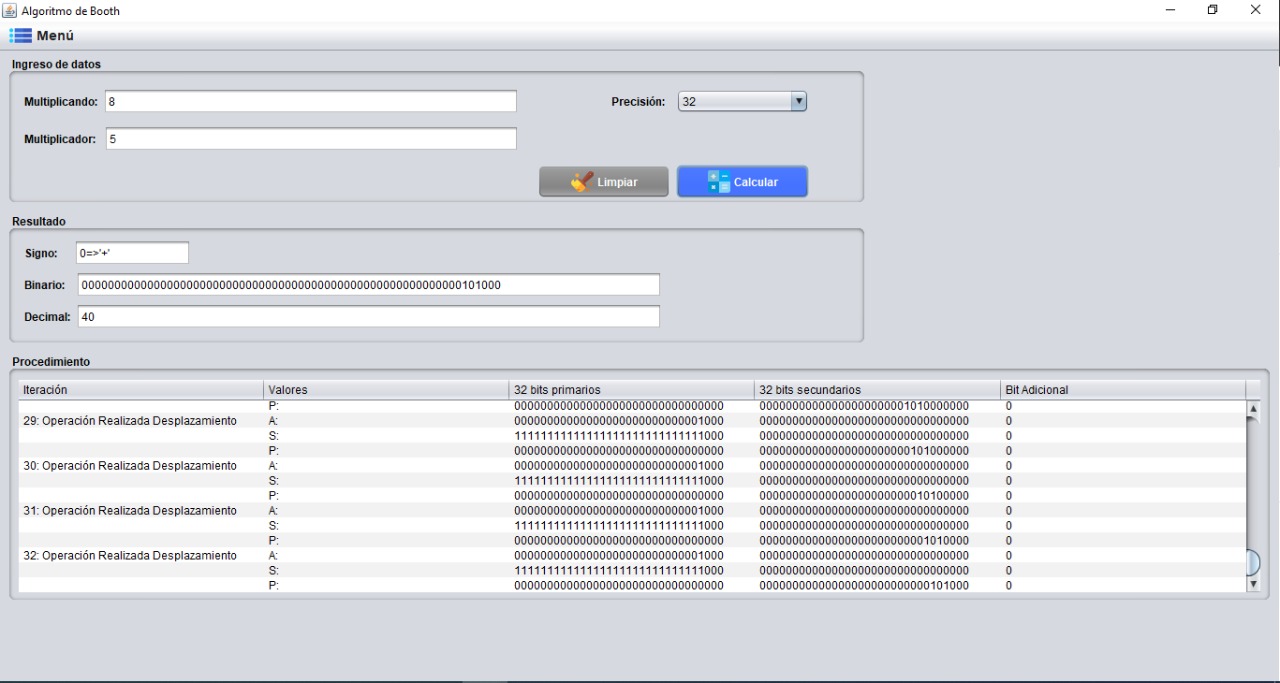 Algoritmo de Booth
Menú
Ingreso de datos
Multiplicando: 8 Precisión: 32
Multiplicador: 5
Limpiar Calcular
Resultado
Signo: 0=>'+'
Binario: 0000000000000000000000000000000000000000000000000000000000101000
Decimal: 40
Procedimiento
Iteración Valores 32 bits primarios 32 bits secundarios Bit Adicional
P: 00000000000000000000000000000000 00000000000000000000001010000000 0
29: Operación Realizada Desplazamiento A: 00000000000000000000000000001000 00000000000000000000000000000000 0
S: 11111111111111111111111111111000 00000000000000000000000000000000 0
P: 00000000000000000000000000000000 00000000000000000000000101000000 0
30: Operación Realizada Desplazamiento A: 00000000000000000000000000001000 00000000000000000000000000000000 0
S: 11111111111111111111111111111000 00000000000000000000000000000000 0
P: 00000000000000000000000000000000 00000000000000000000000010100000 0
31: Operación Realizada Desplazamiento A: 00000000000000000000000000001000 00000000000000000000000000000000 0
S: 11111111111111111111111111111000 00000000000000000000000000000000 0
P: 00000000000000000000000000000000 00000000000000000000000001010000 0
32: Operación Realizada Desplazamiento A: 00000000000000000000000000001000 00000000000000000000000000000000 0
S: 11111111111111111111111111111000 00000000000000000000000000000000 0
P: 00000000000000000000000000000000 00000000000000000000000000101000 0